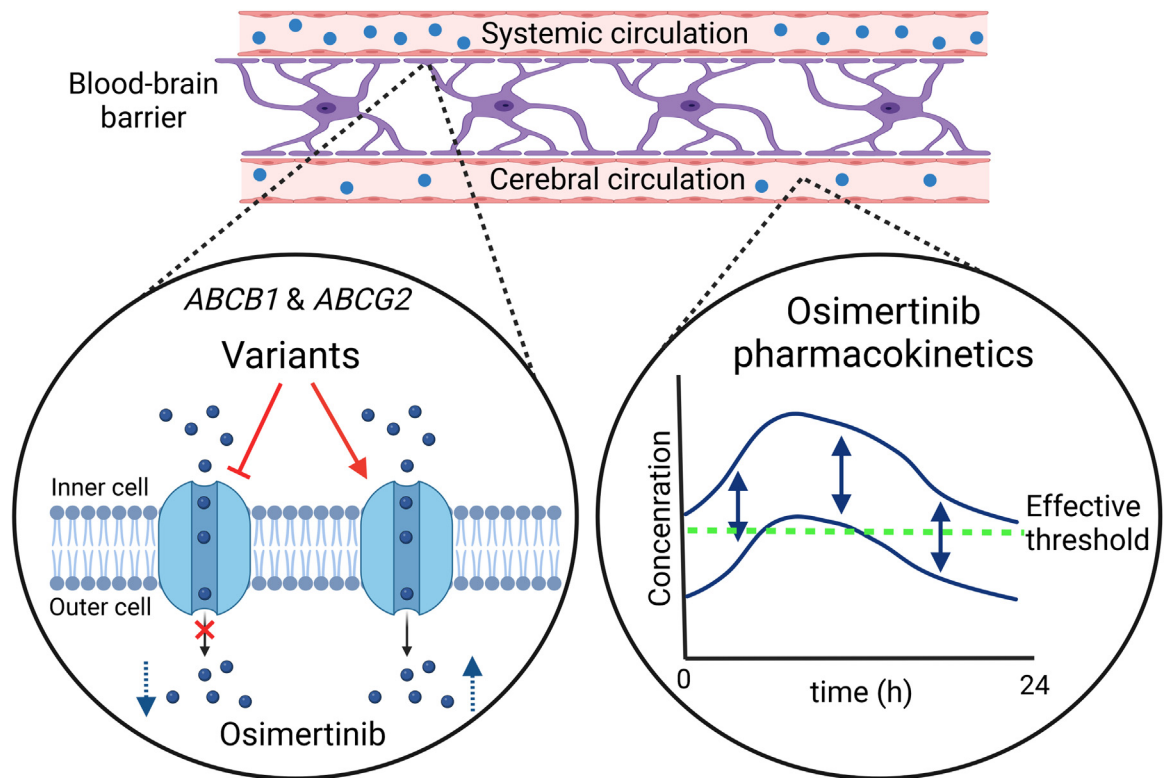 Systemic circulation
Blood-brain
barrier
Cerebral circulation
ABCB1 & ABCG2
Variants
Inner cell
Outer cell
Osimertinib
Osimertinib
pharmacokinetics
Concentration
Effective
threshold
0
time (h)
24